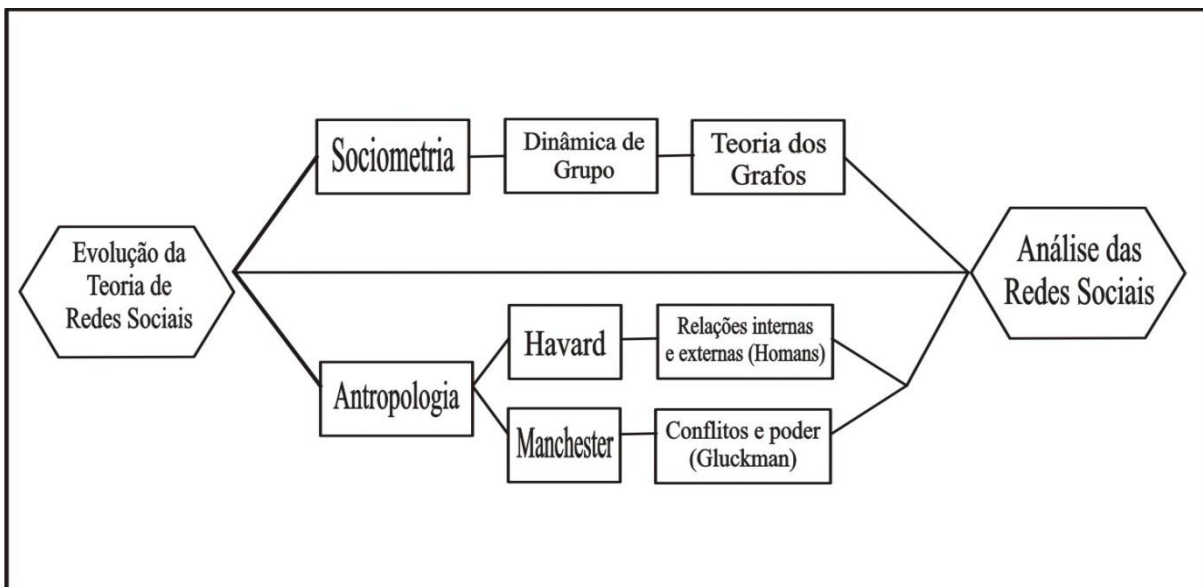 Sociometria
Dinâmica de
Grupo
Teoria dos
Grafos
Evolução da
Teoria de
Redes Sociais
Análise das
Redes Sociais
Antropologia
Havard
Relações internas
e externas (Homans)
Manchester
Conflitos e poder
(Gluckman)